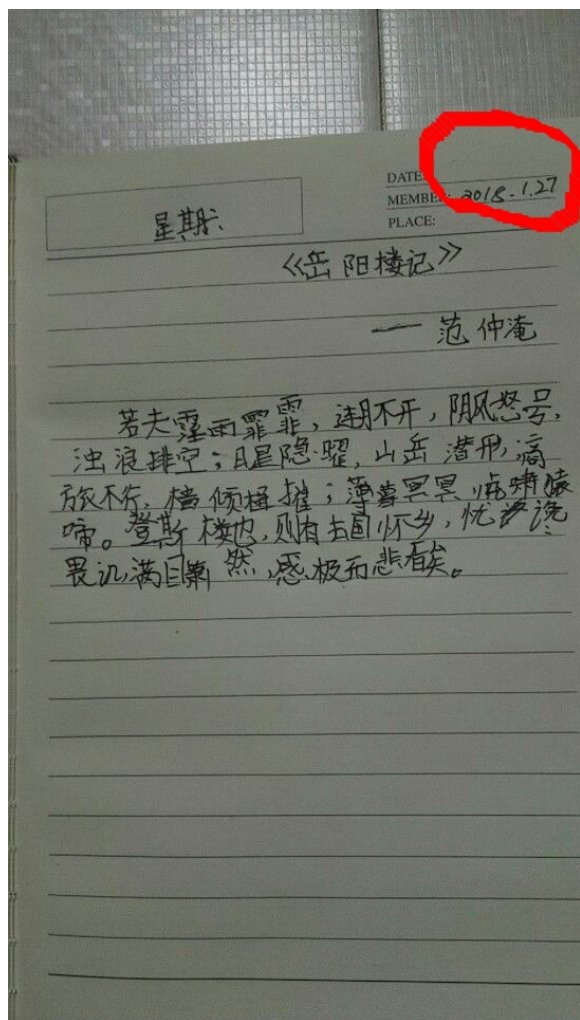 DATE:
MEMBER: 2018.1.27
PLACE:
星期六
《岳阳楼记》
— 范仲淹
若夫霪雨霏霏，连月不开，阴风怒号，
浊浪排空；日星隐曜，山岳潜形，商
旅不行，樯倾楫摧；薄暮冥冥，虎啸猿
啼。登斯楼也，则有去国怀乡，忧谗
畏讥，满目萧然，感极而悲者矣。